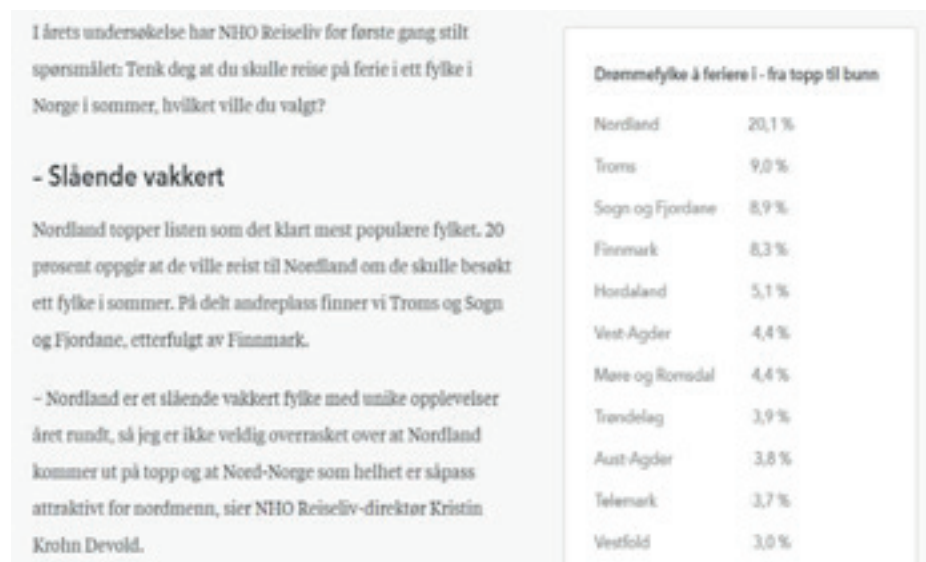 I årets undersøkelse har NHO Reiseliv for første gang stilt
spørsmålet: Tenk deg at du skulle reise på ferie i ett fylke i
Norge i sommer, hvilket ville du valgt?
– Slående vakkert
Nordland topper listen som det klart mest populære fylket. 20
prosent oppgir at de ville reist til Nordland om de skulle besøkt
ett fylke i sommer. På delt andreplass finner vi Troms og Sogn
og Fjordane, etterfulgt av Finnmark.
– Nordland er et slående vakkert fylke med unike opplevelser
året rundt, så jeg er ikke veldig overrasket over at Nordland
kommer ut på topp og at Nord-Norge som helhet er såpass
attraktivt for nordmenn, sier NHO Reiseliv-direktør Kristin
Krohn Devold.
Drømmefylke å feriere i - fra topp til bunn
Nordland 20,1 %
Troms 9,0 %
Sogn og Fjordane 8,9 %
Finnmark 8,3 %
Hordaland 5,1 %
Vest-Agder 4,4 %
Møre og Romsdal 4,4 %
Trøndelag 3,9 %
Aust-Agder 3,8 %
Telemark 3,7 %
Vestfold 3,0 %